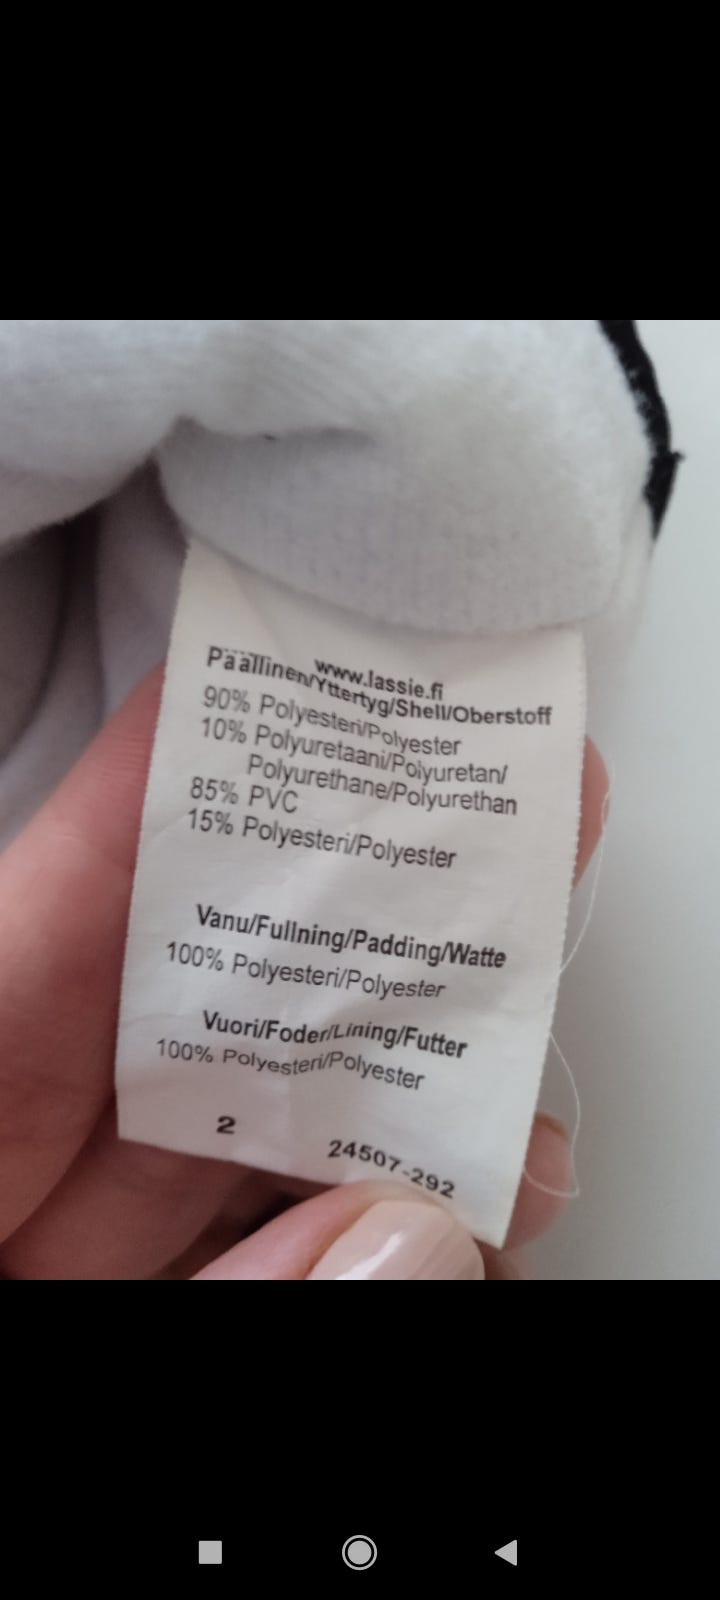 www.lassie.fi
Päällinen/Yttertyg/Shell/Oberstoff
90% Polyesteri/Polyester
10% Polyuretaani/Polyuretan/
Polyurethane/Polyurethan
85% PVC
15% Polyesteri/Polyester
Vanu/Fullning/Padding/Watte
100% Polyesteri/Polyester
Vuori/Foder/Lining/Futter
100% Polyesteri/Polyester
2 24507-292